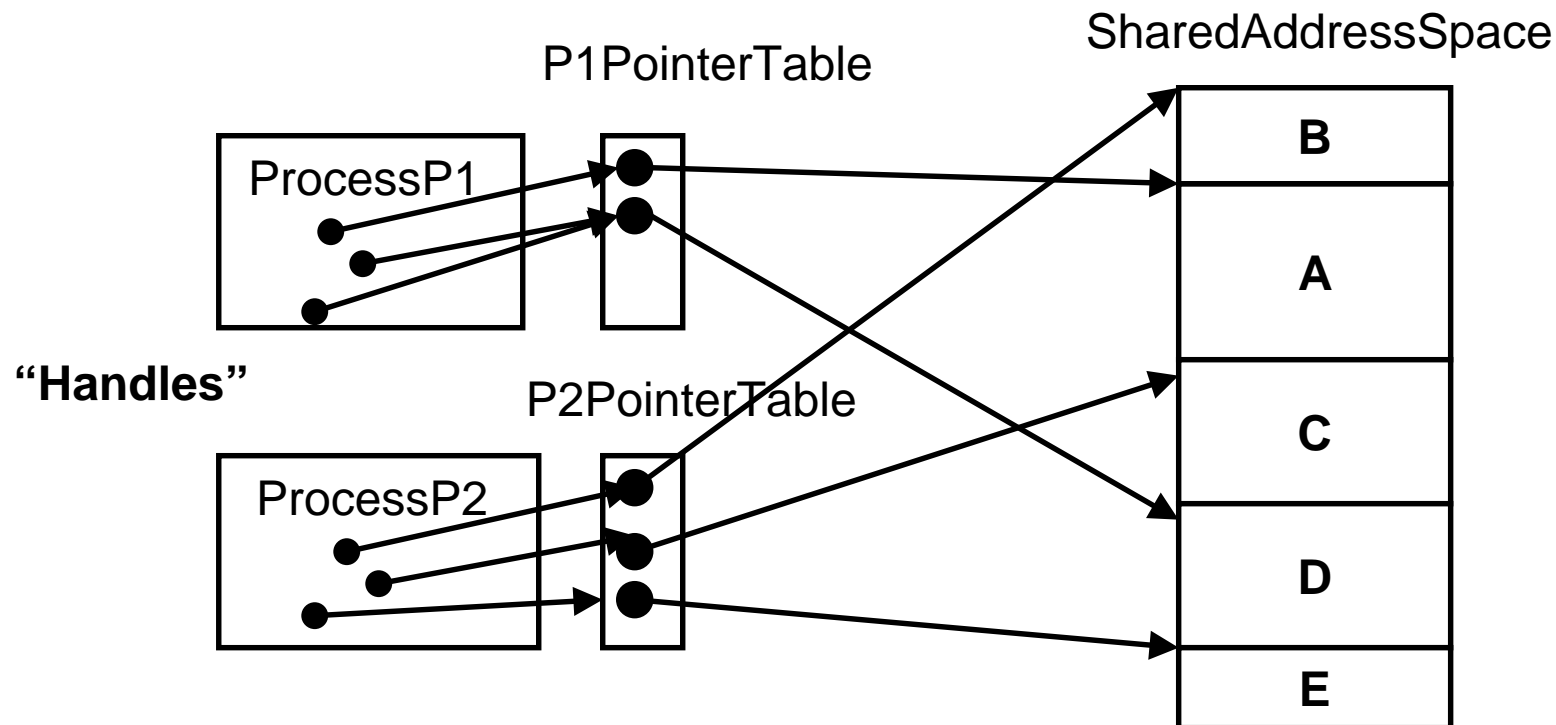 SharedAddressSpace
P1PointerTable
B
ProcessP1
A
“Handles”
P2PointerTable
C
ProcessP2
D
E